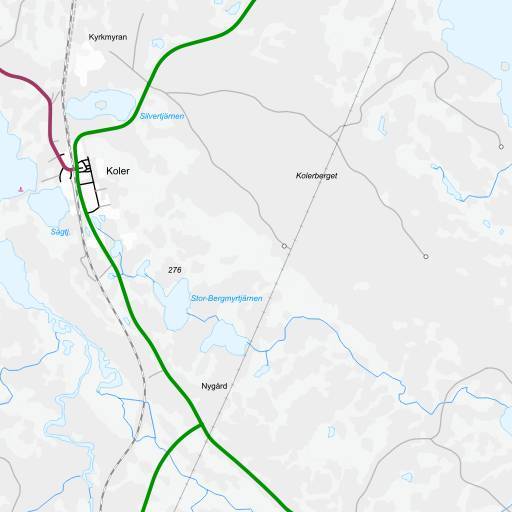 Kyrkmyran
Silvertjärnen
Koler
Kolerberget
Sågtj.
276
Stor-Bergmyrtjärnen
Nygård